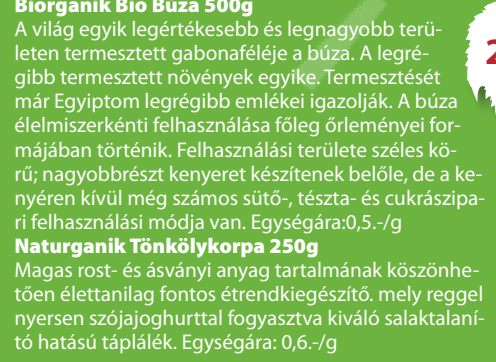 Biorganik Bio Búza 500g
A világ egyik legértékesebb és legnagyobb terü-
leten termesztett gabonaféléje a búza. A legré-
gibb termesztett növények egyike. Termesztését
már Egyiptom legrégibb emlékei igazolják. A búza
élelmiszerkénti felhasználása főleg őrleményei for-
májában történik. Felhasználási területe széles kö-
rű; nagyobbrészt kenyeret készítenek belőle, de a ke-
nyéren kívül még számos sütő-, tészta- és cukrászipa-
ri felhasználási módja van. Egységára:0,5.-/g
Naturganik Tönkölykorpa 250g
Magas rost- és ásványi anyag tartalmának köszönhe-
tően élettanilag fontos étrendkiegészítő. mely reggel
nyersen szójajoghurttal fogyasztva kiváló salaktalaní-
tó hatású táplálék. Egységára: 0,6.-/g